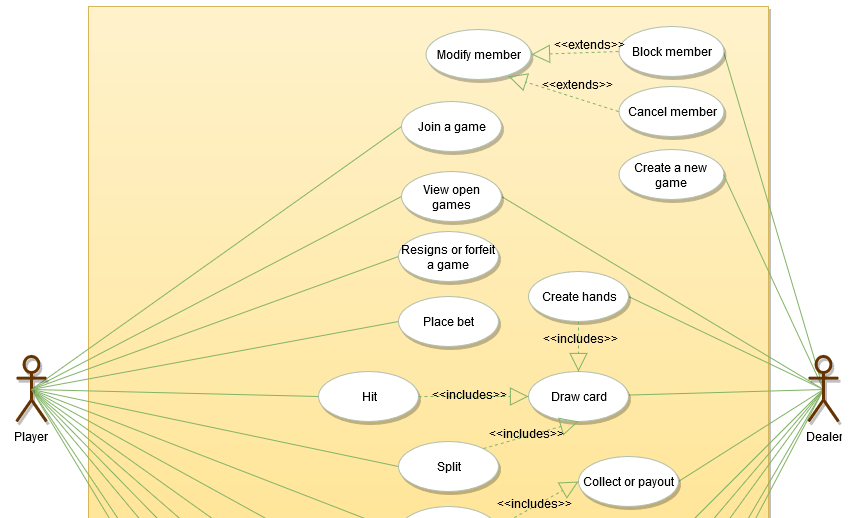 Modify member
<<extends>>
Block member
<<extends>>
Cancel member
Join a game
Create a new
game
View open
games
Resigns or forfeit
a game
Create hands
Place bet
<<includes>>
Hit
<<includes>>
Draw card
Player
Dealer
<<includes>>
Split
Collect or payout
<<includes>>